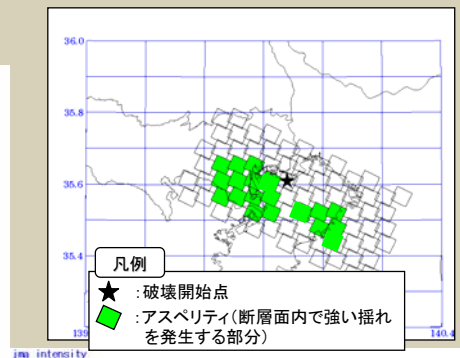 36.0
35.8
35.6
35.4
凡例
★ :破壊開始点
:アスペリティ(断層面内で強い揺れ
を発生する部分)
139
140.4
jma intensity